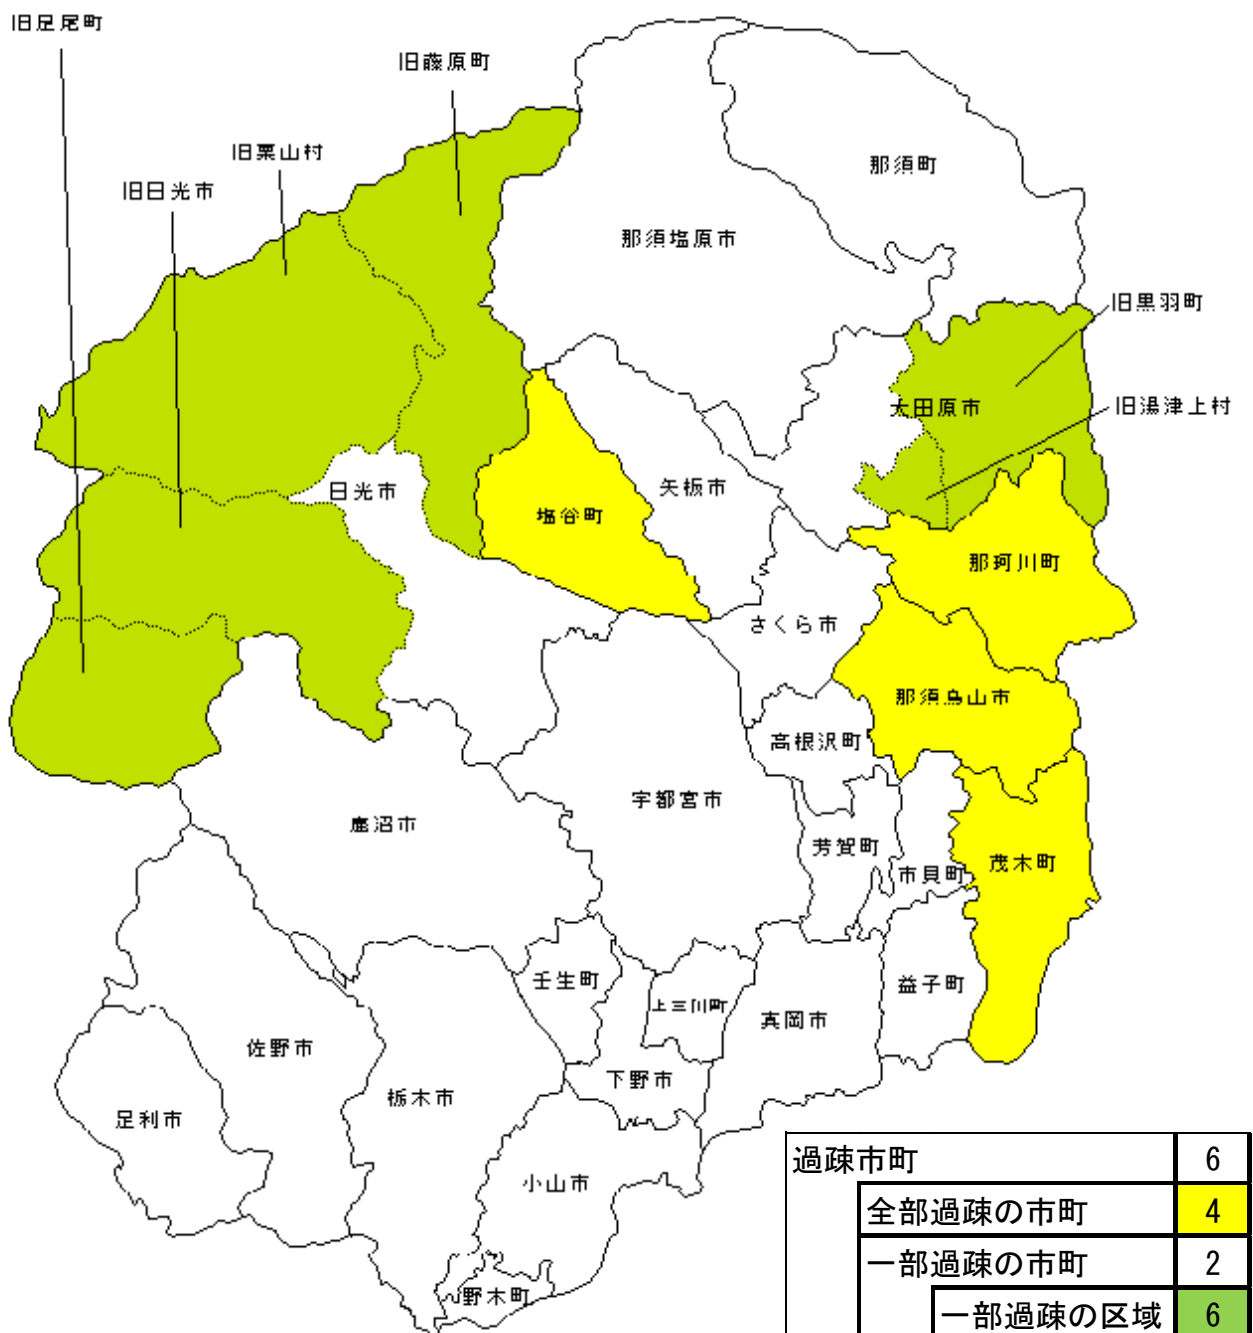 旧足尾町
旧藤原町
旧栗山村
旧日光市
那須町
那須塩原市
旧黒羽町
大田原市
旧湯津上村
矢板市
日光市
塩谷町
那珂川町
さくら市
那須烏山市
高根沢町
宇都宮市
鹿沼市
芳賀町
茂木町
市貝町
壬生町
益子町
上三川町
真岡市
佐野市
下野市
栃木市
足利市
小山市
野木町
過疎市町 6
全部過疎の市町 4
一部過疎の市町 2
一部過疎の区域 6